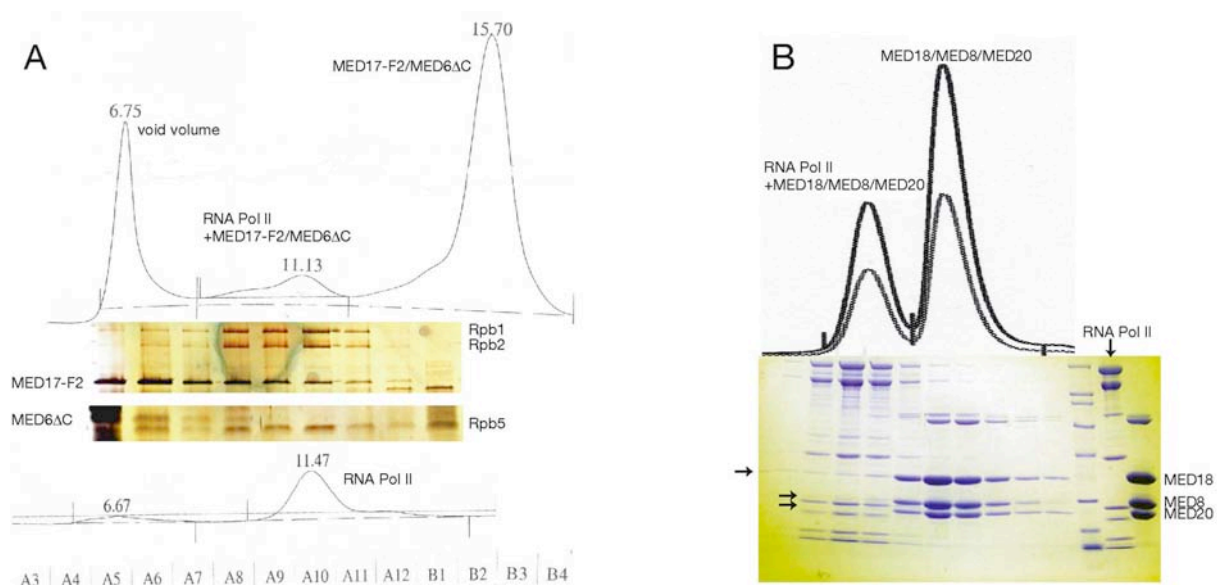 A
6.75
void volume
RNA Pol II
+MED17-F2/MED6ΔC
11.13
MED17-F2/MED6ΔC
15.70
Rpb1
Rpb2
MED17-F2
MED6ΔC
Rpb5
11.47
RNA Pol II
6.67
A3 A4 A5 A6 A7 A8 A9 A10 A11 A12 B1 B2 B3 B4
B
MED18/MED8/MED20
RNA Pol II
+MED18/MED8/MED20
RNA Pol II
MED18
MED8
MED20